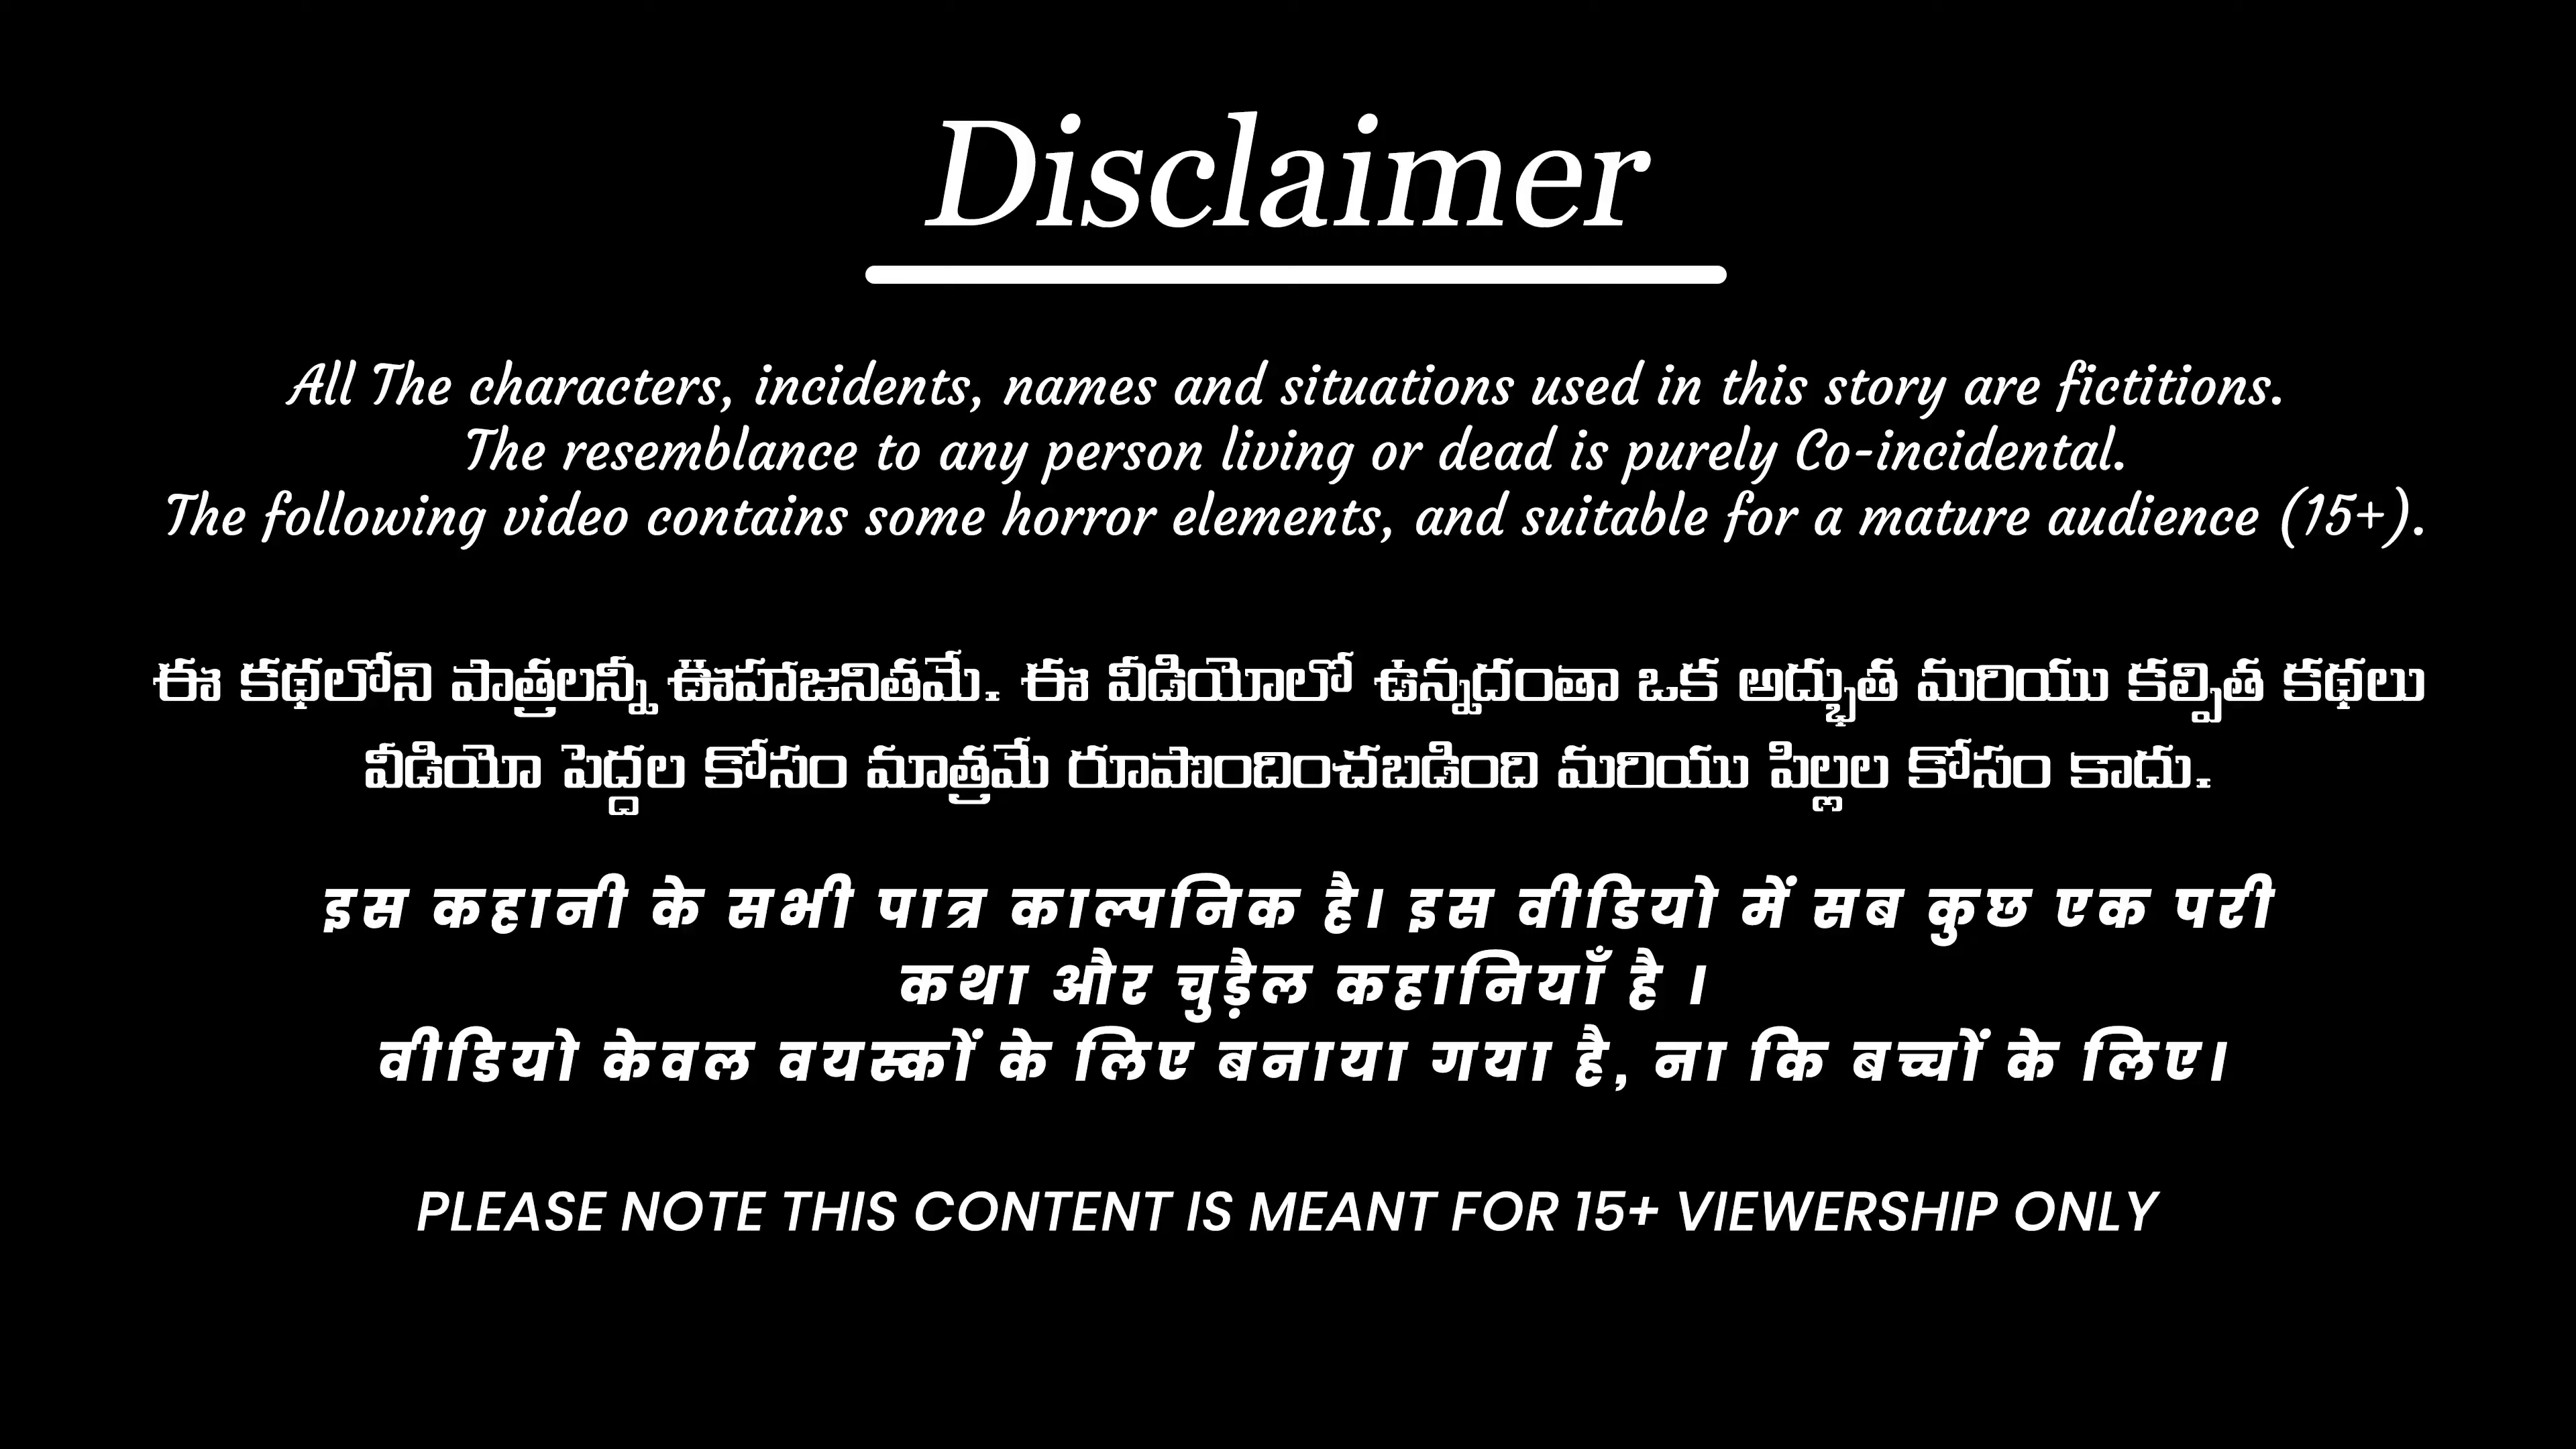 Disclaimer
All The characters, incidents, names and situations used in this story are fictitions.
The resemblance to any person living or dead is purely Co-incidental.
The following video contains some horror elements, and suitable for a mature audience (15+).
ఈ కథలోని పాత్రలన్నీ ఊహాజనితమే. ఈ వీడియోలో ఉన్నదంతా ఒక అద్భుత మరియు కల్పిత కథలు
వీడియో పెద్దల కోసం మాత్రమే రూపొందించబడింది మరియు పిల్లల కోసం కాదు.
इस कहानी के सभी पात्र काल्पनिक है। इस वीडियो में सब कुछ एक परी
कथा और चुड़ैल कहानियाँ है ।
वीडियो केवल वयस्कों के लिए बनाया गया है, ना कि बच्चों के लिए।
PLEASE NOTE THIS CONTENT IS MEANT FOR 15+ VIEWERSHIP ONLY